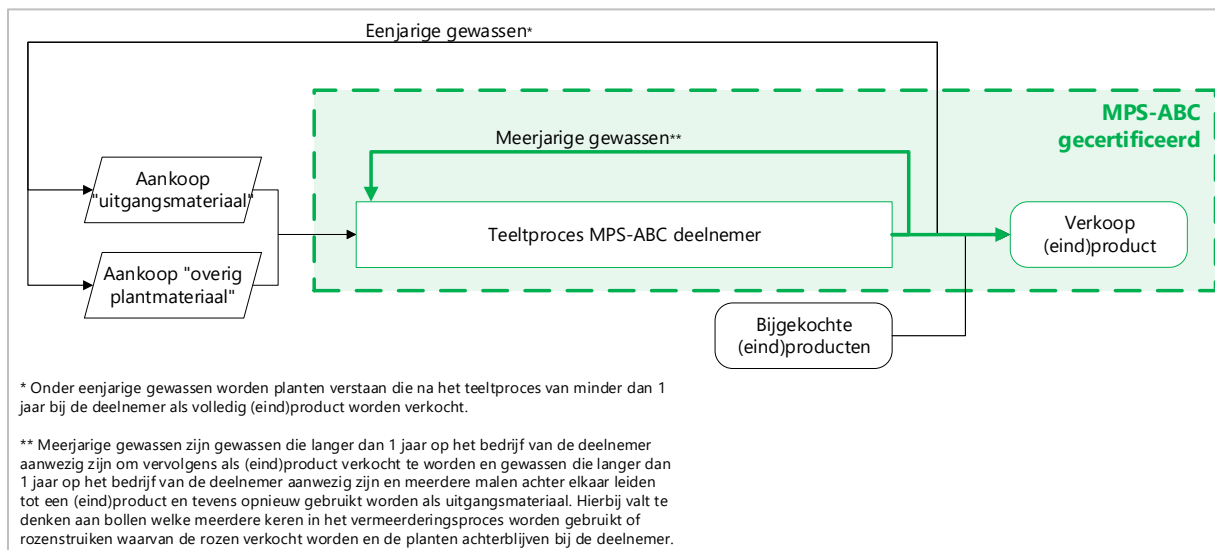 Eenjarige gewassen*
MPS-ABC
gecertificeerd
Meerjarige gewassen**
Aankoop
"uitgangsmateriaal"
Teeltproces MPS-ABC deelnemer
Verkoop
(eind)product
Aankoop "overig
plantmateriaal"
Bijgekochte
(eind)producten
* Onder eenjarige gewassen worden planten verstaan die na het teeltproces van minder dan 1
jaar bij de deelnemer als volledig (eind)product worden verkocht.
** Meerjarige gewassen zijn gewassen die langer dan 1 jaar op het bedrijf van de deelnemer
aanwezig zijn om vervolgens als (eind)product verkocht te worden en gewassen die langer dan
1 jaar op het bedrijf van de deelnemer aanwezig zijn en meerdere malen achter elkaar leiden
tot een (eind)product en tevens opnieuw gebruikt worden als uitgangsmateriaal. Hierbij valt te
denken aan bollen welke meerdere keren in het vermeerderingsproces worden gebruikt of
rozenstruiken waarvan de rozen verkocht worden en de planten achterblijven bij de deelnemer.